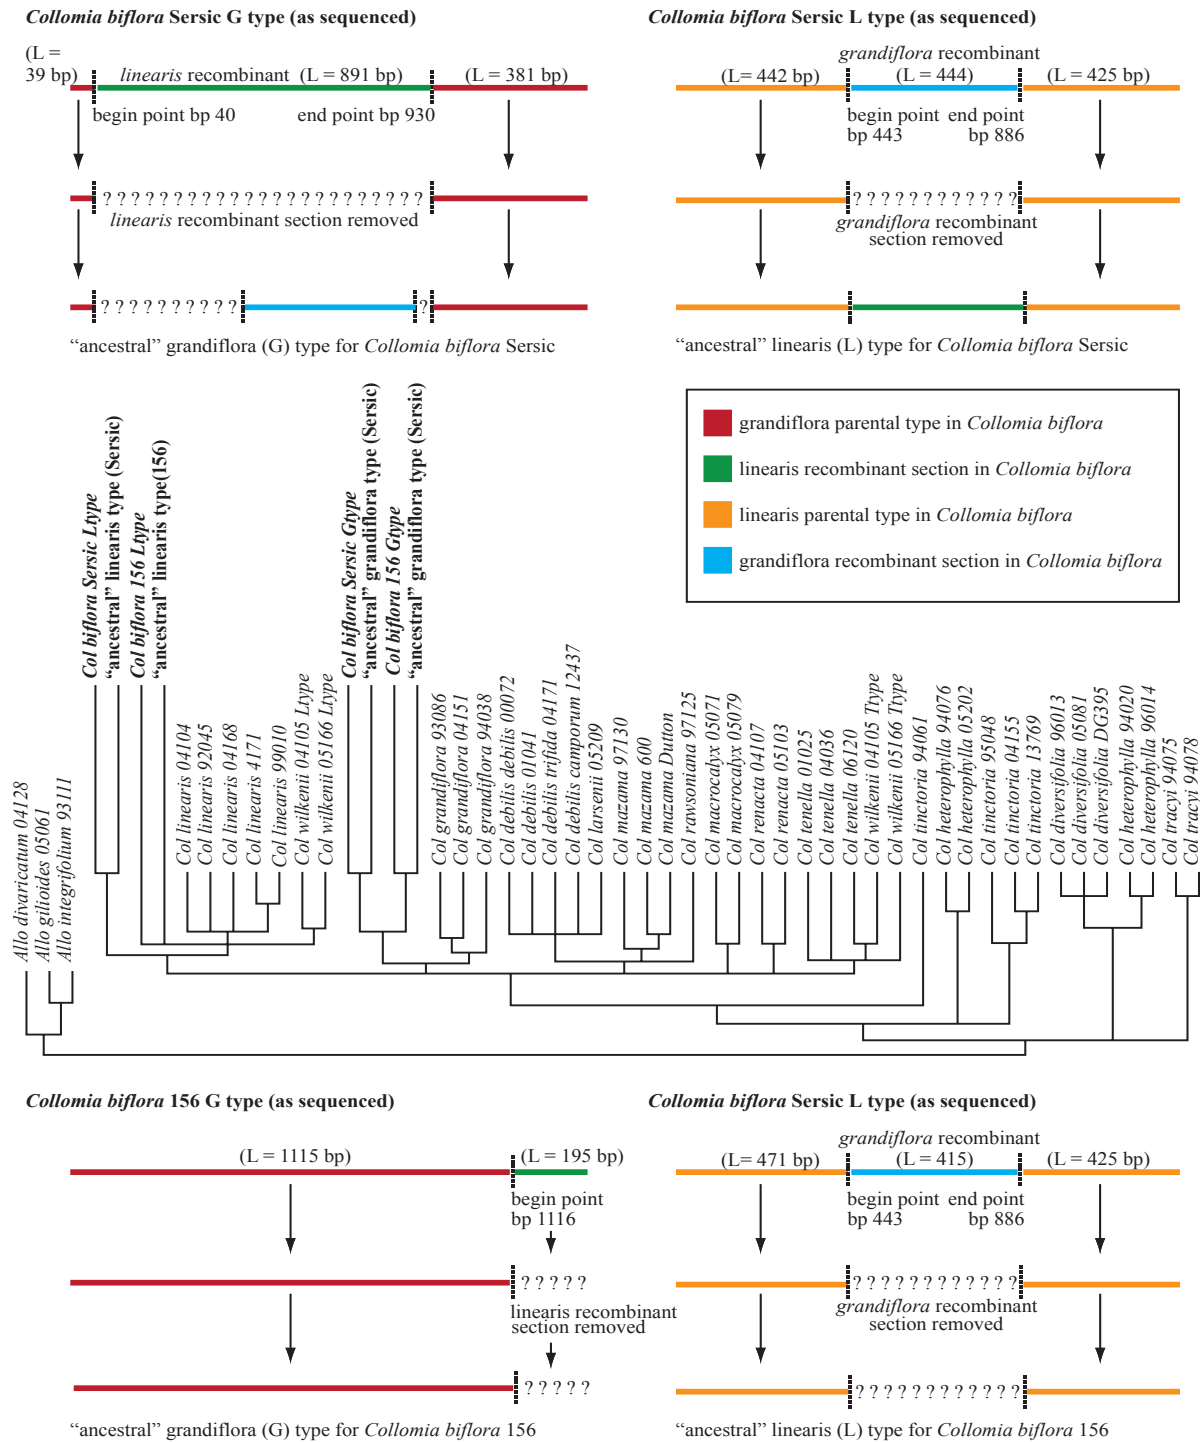 Collomia biflora Sersic G type (as sequenced)
(L =
39 bp)
linearis recombinant (L = 891 bp)
(L = 381 bp)
begin point bp 40
end point bp 930
? ? ? ? ? ? ? ? ? ? ? ? ? ? ? ? ? ? ? ? ? ? ?
linearis recombinant section removed
? ? ? ? ? ? ? ? ? ?
?
“ancestral” grandiflora (G) type for Collomia biflora Sersic
Collomia biflora Sersic L type (as sequenced)
grandiflora recombinant
(L= 442 bp)
(L = 444)
(L = 425 bp)
begin point
bp 443
end point
bp 886
? ? ? ? ? ? ? ? ? ? ? ?
grandiflora recombinant
section removed
“ancestral” linearis (L) type for Collomia biflora Sersic
grandiflora parental type in Collomia biflora
linearis recombinant section in Collomia biflora
linearis parental type in Collomia biflora
grandiflora recombinant section in Collomia biflora
Allo divaricatum 04128
Allo gilioides 05061
Allo integrifolium 93111
Col biflora Sersic Ltype
“ancestral” linearis type (Sersic)
Col biflora 156 Ltype
“ancestral” linearis type(156)
Col linearis 04104
Col linearis 92045
Col linearis 04168
Col linearis 4171
Col linearis 99010
Col wilkenii 04105 Ltype
Col wilkenii 05166 Ltype
Col biflora Sersic Gtype
“ancestral” grandiflora type (Sersic)
Col biflora 156 Gtype
“ancestral” grandiflora type (Sersic)
Col grandiflora 93086
Col grandiflora 04151
Col grandiflora 94038
Col debilis debilis 00072
Col debilis 01041
Col debilis trifida 04171
Col debilis camporum 12437
Col larsenii 05209
Col mazama 97130
Col mazama 600
Col mazama Dutton
Col rawsoniana 97125
Col macrocalyx 05071
Col macrocalyx 05079
Col renacta 04107
Col renacta 05103
Col tenella 01025
Col tenella 04036
Col tenella 06120
Col wilkenii 04105 Ttype
Col wilkenii 05166 Ttype
Col tinctoria 94061
Col heterophylla 94076
Col heterophylla 05202
Col tinctoria 95048
Col tinctoria 04155
Col tinctoria 13769
Col diversifolia 96013
Col diversifolia 05081
Col diversifolia DG395
Col heterophylla 94020
Col heterophylla 96014
Col tracyi 94075
Col tracyi 94078
Collomia biflora 156 G type (as sequenced)
(L = 1115 bp)
(L = 195 bp)
begin point
bp 1116
? ? ? ? ?
linearis recombinant
section removed
? ? ? ? ?
“ancestral” grandiflora (G) type for Collomia biflora 156
Collomia biflora Sersic L type (as sequenced)
grandiflora recombinant
(L= 471 bp)
(L = 415)
(L = 425 bp)
begin point
bp 443
end point
bp 886
? ? ? ? ? ? ? ? ? ? ? ?
grandiflora recombinant
section removed
? ? ? ? ? ? ? ? ? ? ? ?
“ancestral” linearis (L) type for Collomia biflora 156